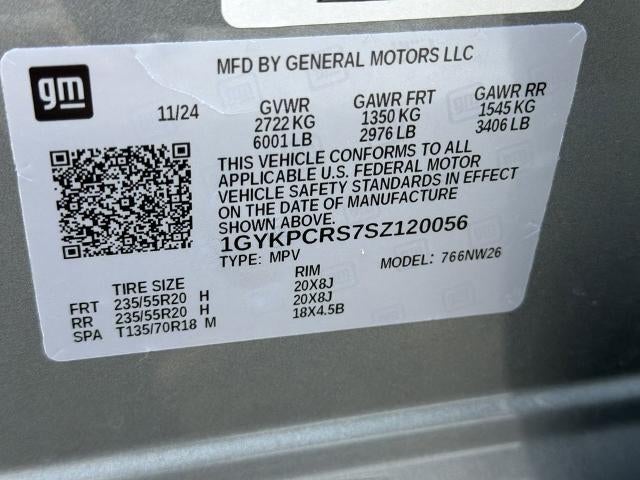 gm
MFD BY GENERAL MOTORS LLC
11/24 GVWR GAWR FRT GAWR RR
2722 KG 1350 KG 1545 KG
6001 LB 2976 LB 3406 LB
THIS VEHICLE CONFORMS TO ALL
APPLICABLE U.S. FEDERAL MOTOR
VEHICLE SAFETY STANDARDS IN EFFECT
ON THE DATE OF MANUFACTURE
SHOWN ABOVE.
1GYKPCRS7SZ120056
TYPE: MPV MODEL: 766NW26
TIRE SIZE RIM
FRT 235/55R20 H 20X8J
RR 235/55R20 H 20X8J
SPA T135/70R18 M 18X4.5B